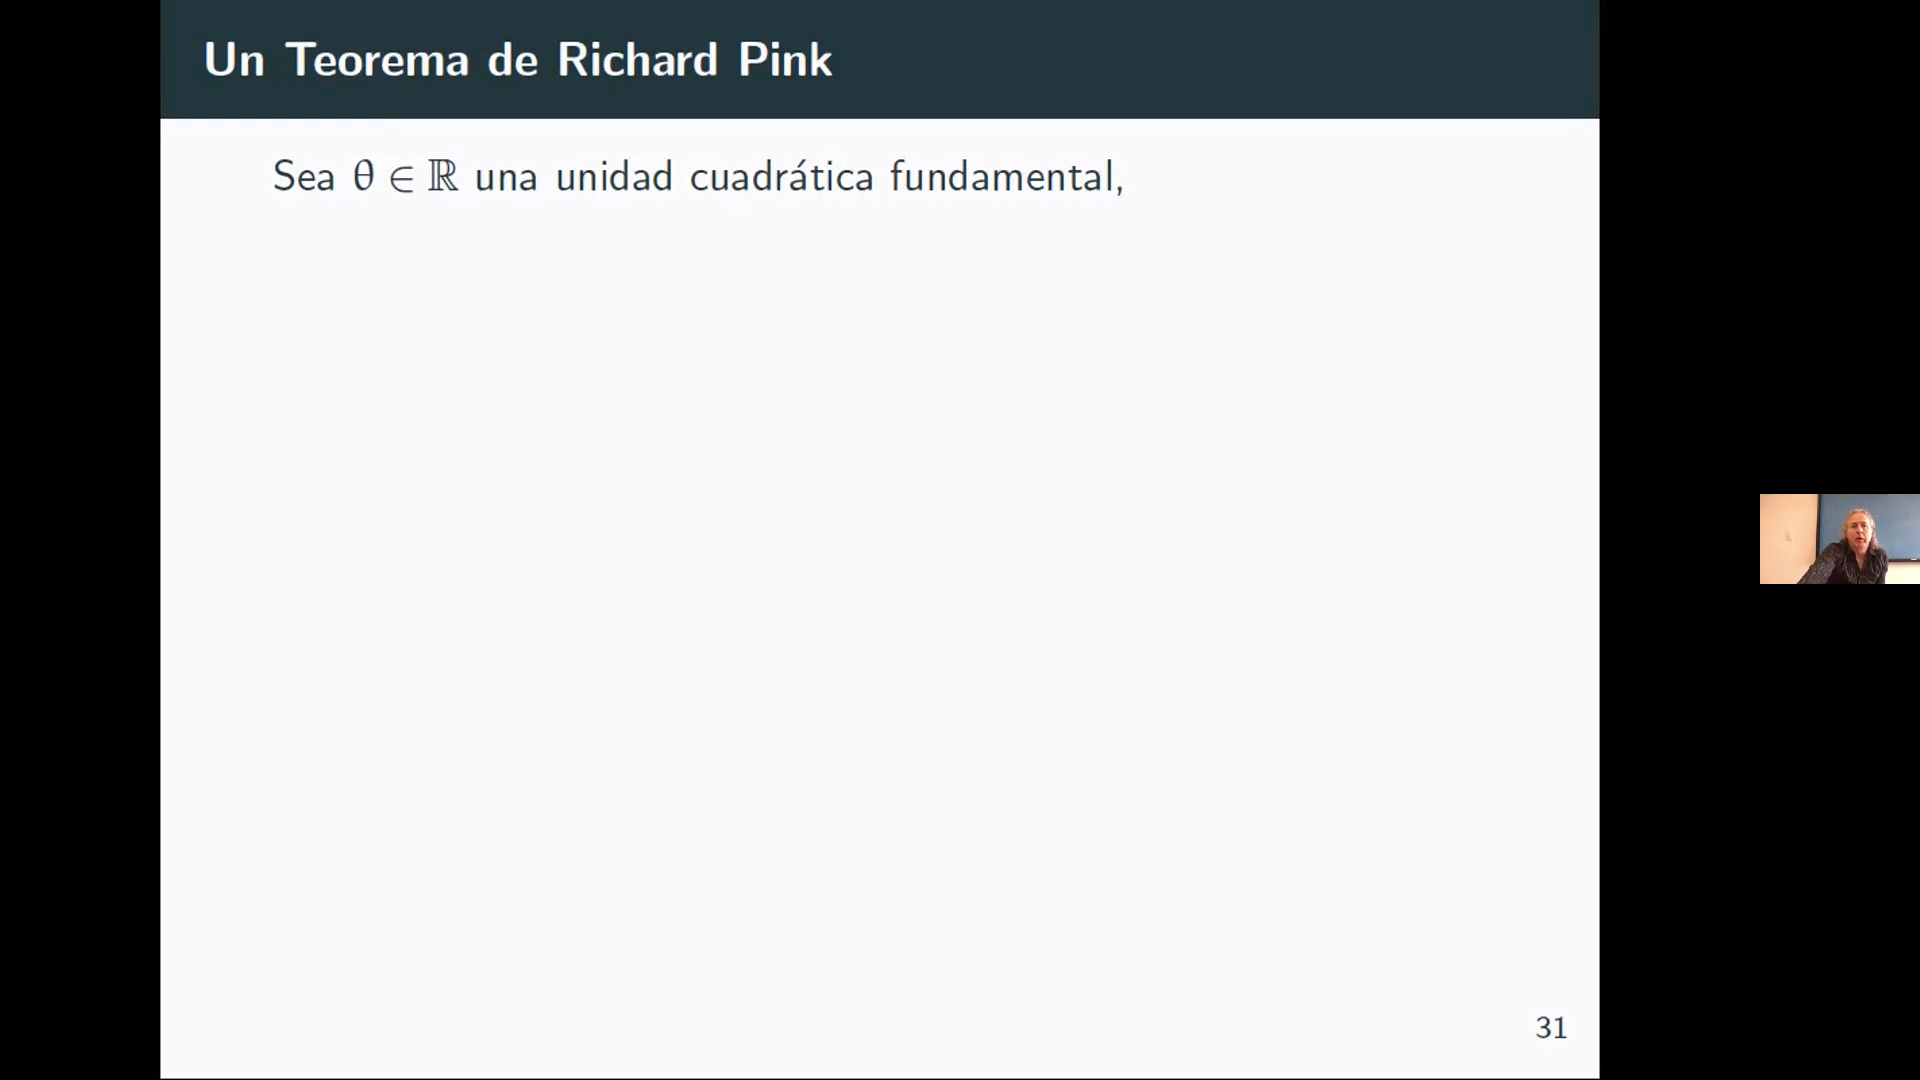 Un Teorema de Richard Pink
Sea θ ∈ ℝ una unidad cuadrática fundamental,
31